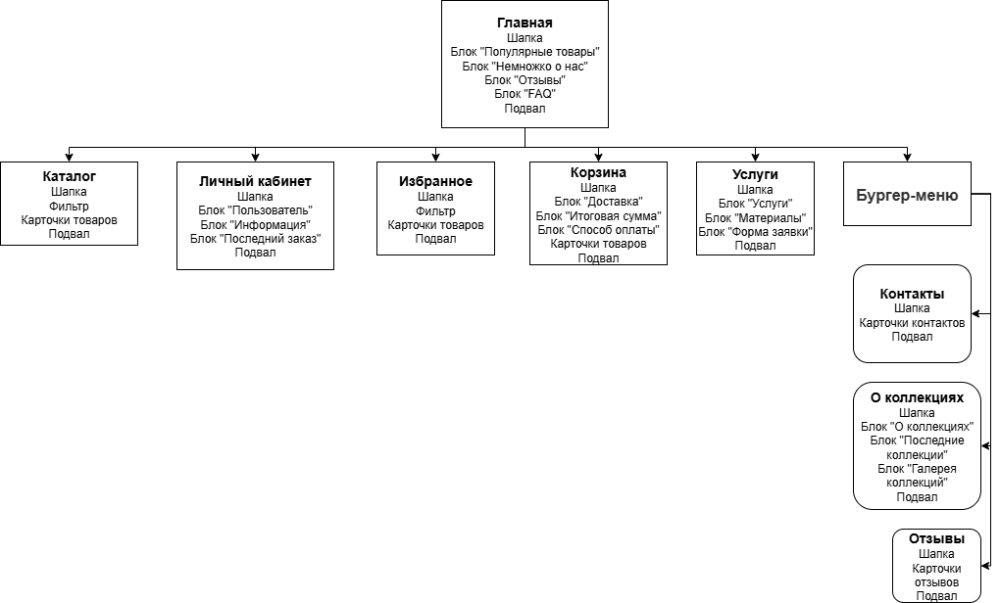 Главная
Шапка
Блок "Популярные товары"
Блок "Немножко о нас"
Блок "Отзывы"
Блок "FAQ"
Подвал
Каталог
Шапка
Фильтр
Карточки товаров
Подвал
Личный кабинет
Шапка
Блок "Пользователь"
Блок "Информация"
Блок "Последний заказ"
Подвал
Избранное
Шапка
Фильтр
Карточки товаров
Подвал
Корзина
Шапка
Блок "Доставка"
Блок "Итоговая сумма"
Блок "Способ оплаты"
Карточки товаров
Подвал
Услуги
Шапка
Блок "Услуги"
Блок "Материалы"
Блок "Форма заявки"
Подвал
Бургер-меню
Контакты
Шапка
Карточки контактов
Подвал
О коллекциях
Шапка
Блок "О коллекциях"
Блок "Последние
коллекции"
Блок "Галерея
коллекций"
Подвал
Отзывы
Шапка
Карточки
отзывов
Подвал